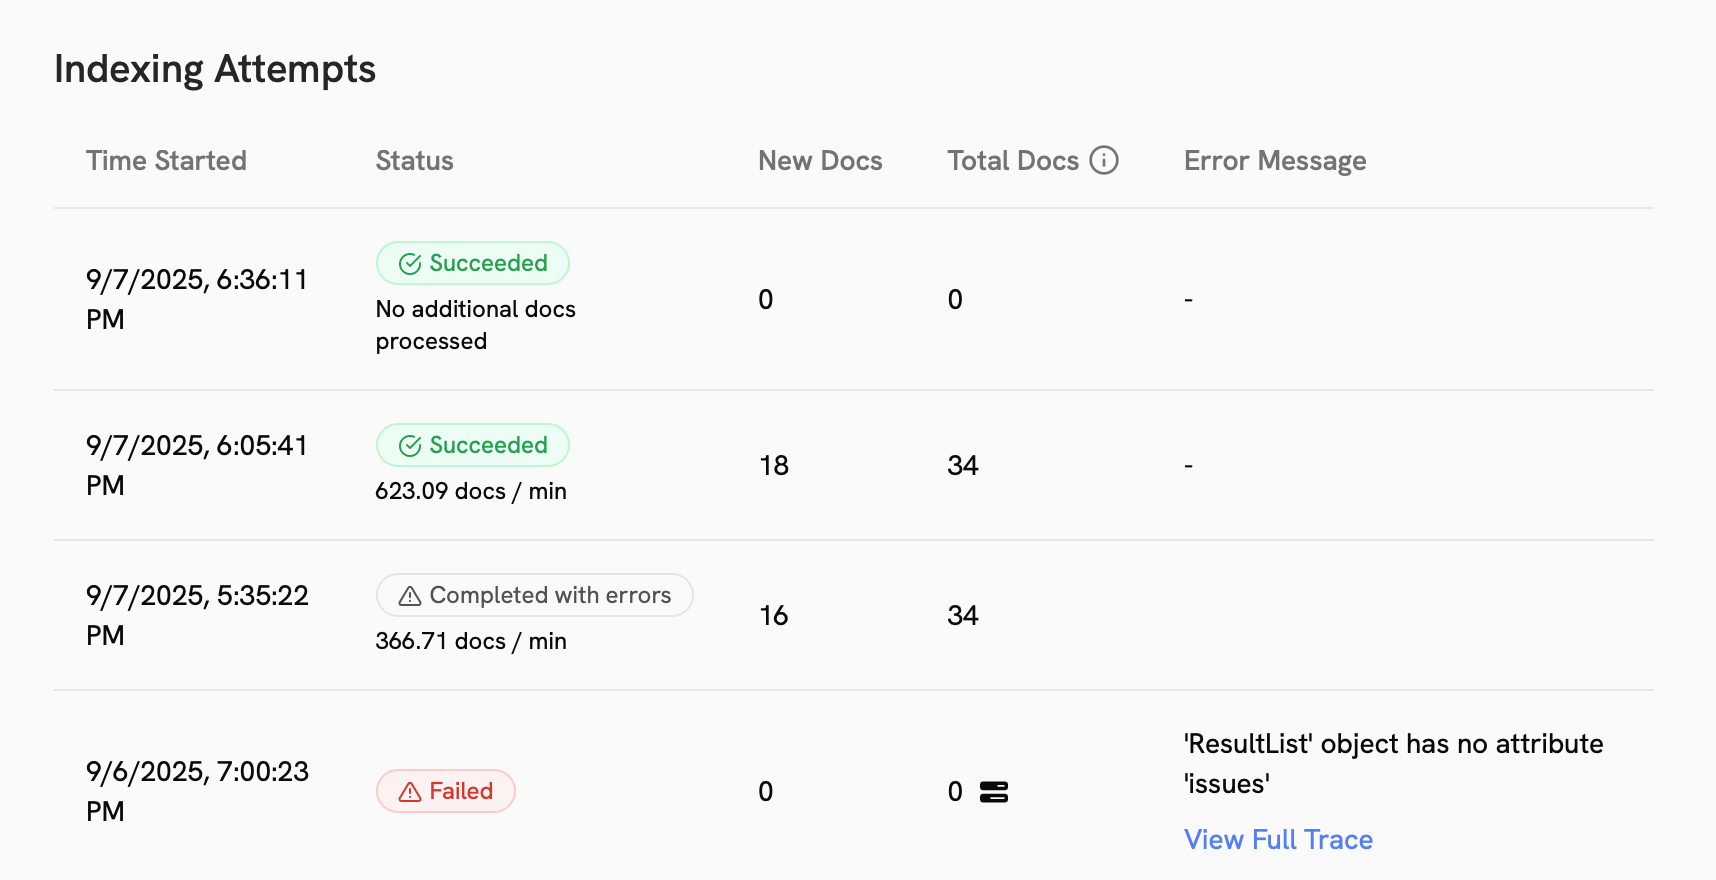 Indexing Attempts
Time Started Status New Docs Total Docs Error Message
9/7/2025, 6:36:11 PM
Succeeded
No additional docs
processed
0 0 -
9/7/2025, 6:05:41 PM
Succeeded
623.09 docs / min
18 34 -
9/7/2025, 5:35:22 PM
Completed with errors
366.71 docs / min
16 34
9/6/2025, 7:00:23 PM
Failed
0 0
'ResultList' object has no attribute
'issues'
View Full Trace